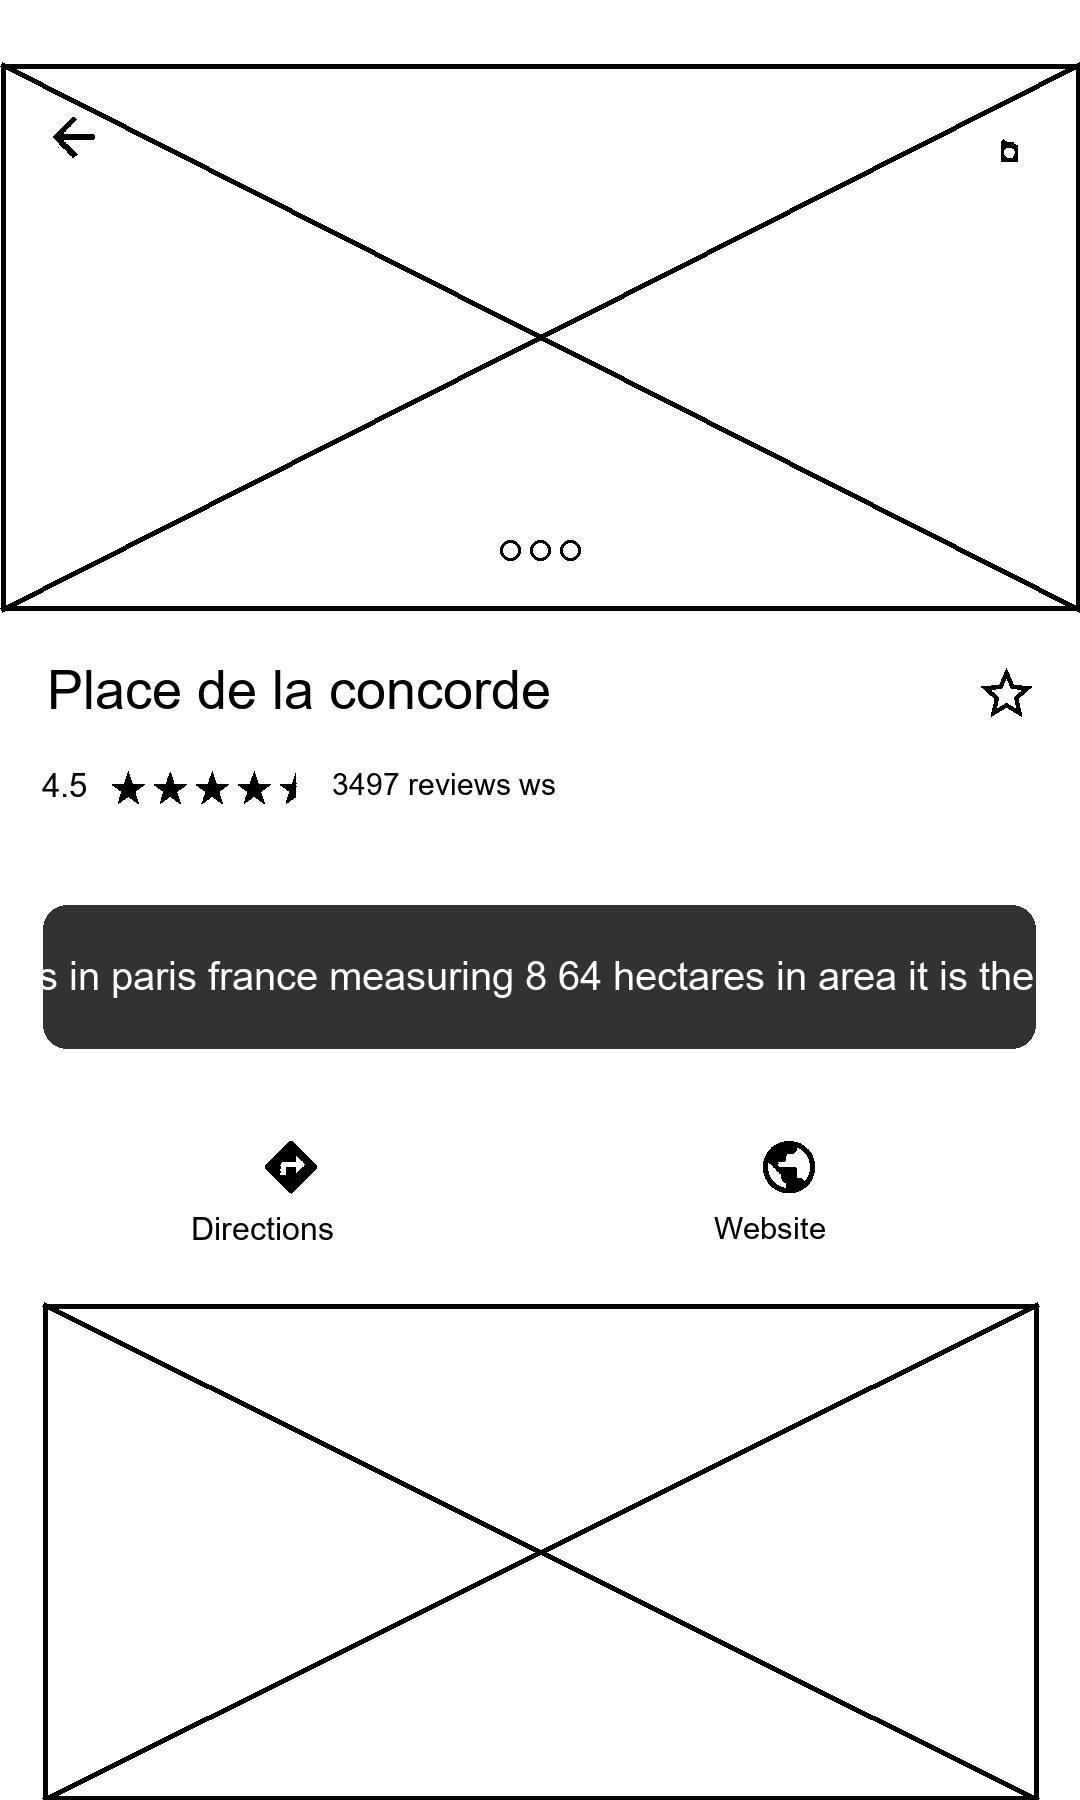 Place de la concorde
4.5 3497 reviews ws
s in paris france measuring 8 64 hectares in area it is the
Directions
Website